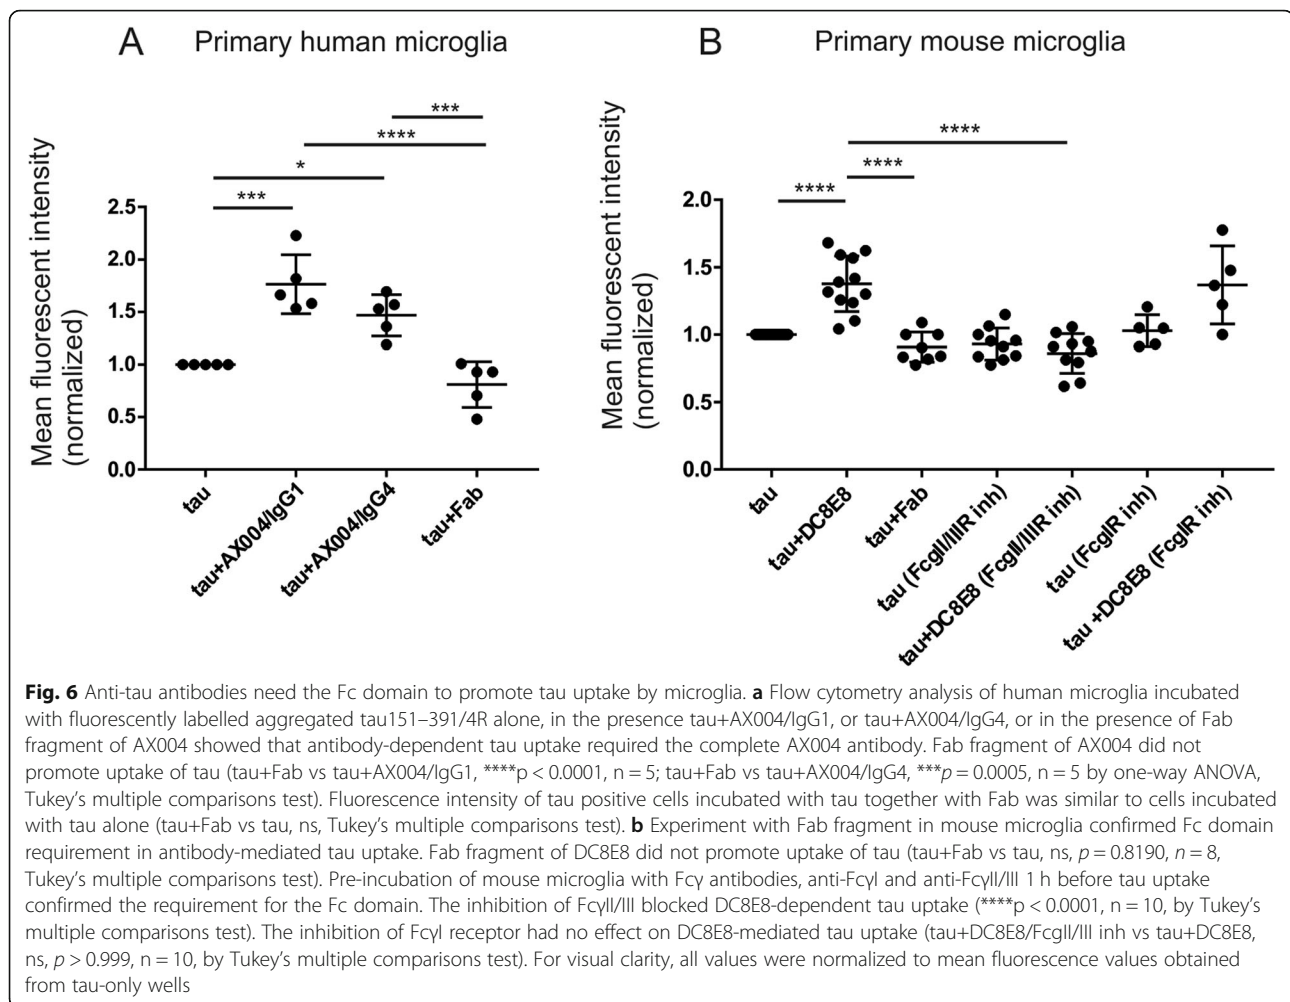 A Primary human microglia
Mean fluorescent intensity
(normalized)
***
****
*
***
2.5
2.0
1.5
1.0
0.5
0.0
tau
tau+AX004/IgG1
tau+AX004/IgG4
tau+Fab
B Primary mouse microglia
Mean fluorescent intensity
(normalized)
****
****
****
2.0
1.5
1.0
0.5
0.0
tau
tau+DC8E8
tau+Fab
tau (FcgII/IIIR inh)
tau+DC8E8 (FcgII/IIIR inh)
tau (FcgIR inh)
tau +DC8E8 (FcgIR inh)
Fig. 6 Anti-tau antibodies need the Fc domain to promote tau uptake by microglia. a Flow cytometry analysis of human microglia incubated
with fluorescently labelled aggregated tau151–391/4R alone, in the presence tau+AX004/IgG1, or tau+AX004/IgG4, or in the presence of Fab
fragment of AX004 showed that antibody-dependent tau uptake required the complete AX004 antibody. Fab fragment of AX004 did not
promote uptake of tau (tau+Fab vs tau+AX004/IgG1, ****p < 0.0001, n = 5; tau+Fab vs tau+AX004/IgG4, ***p = 0.0005, n = 5 by one-way ANOVA,
Tukey's multiple comparisons test). Fluorescence intensity of tau positive cells incubated with tau together with Fab was similar to cells incubated
with tau alone (tau+Fab vs tau, ns, Tukey's multiple comparisons test). b Experiment with Fab fragment in mouse microglia confirmed Fc domain
requirement in antibody-mediated tau uptake. Fab fragment of DC8E8 did not promote uptake of tau (tau+Fab vs tau, ns, p = 0.8190, n = 8,
Tukey's multiple comparisons test). Pre-incubation of mouse microglia with Fcγ antibodies, anti-FcγI and anti-FcγII/III 1 h before tau uptake
confirmed the requirement for the Fc domain. The inhibition of FcγII/III blocked DC8E8-dependent tau uptake (****p < 0.0001, n = 10, by Tukey's
multiple comparisons test). The inhibition of FcγI receptor had no effect on DC8E8-mediated tau uptake (tau+DC8E8/FcgII/III inh vs tau+DC8E8,
ns, p > 0.999, n = 10, by Tukey's multiple comparisons test). For visual clarity, all values were normalized to mean fluorescence values obtained
from tau-only wells